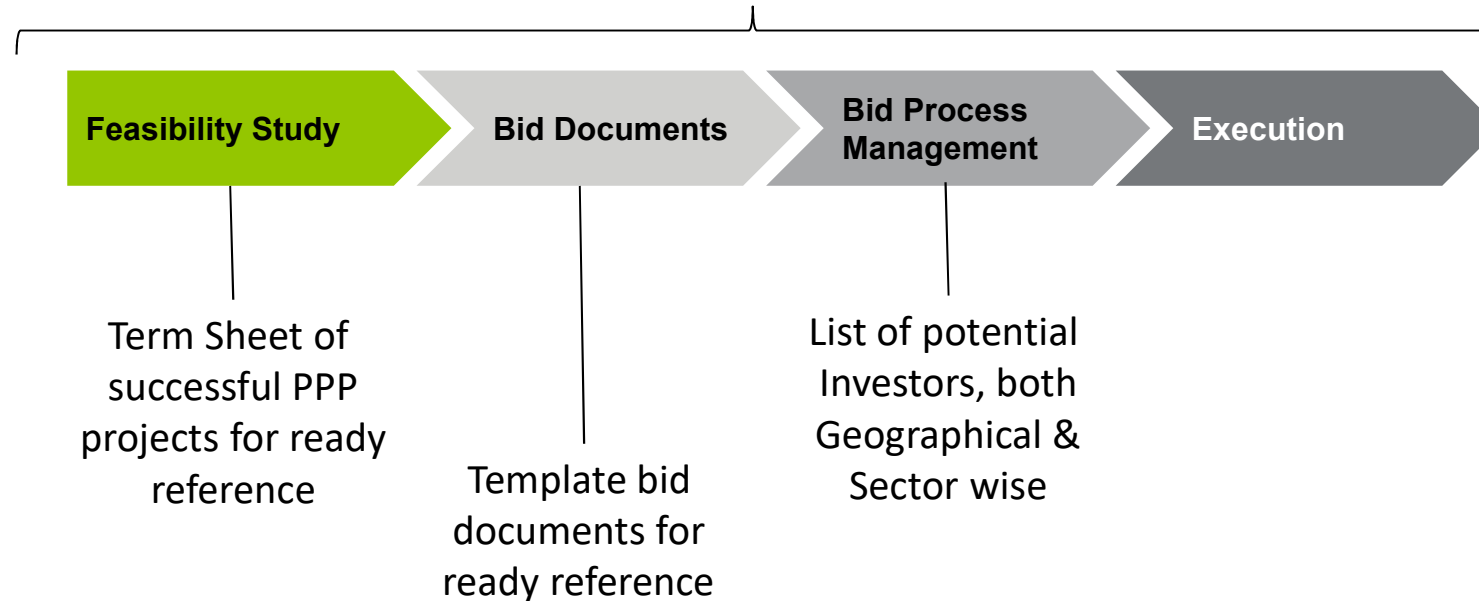 Feasibility Study
Bid Documents
Bid Process
Management
Execution
Term Sheet of
successful PPP
projects for ready
reference
Template bid
documents for
ready reference
List of potential
Investors, both
Geographical &
Sector wise